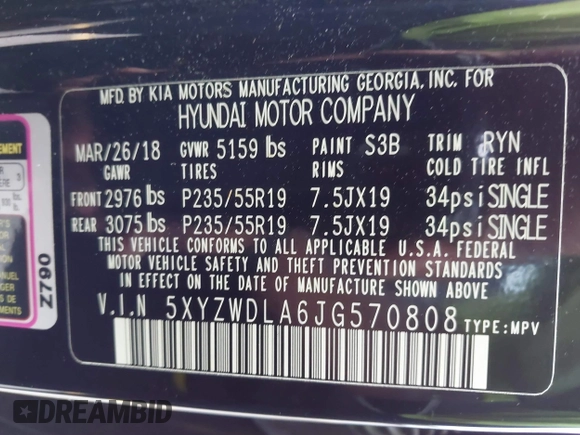 MFD. BY KIA MOTORS MANUFACTURING GEORGIA, INC. FOR
HYUNDAI MOTOR COMPANY
MAR/26/18 GVWR 5159 lbs PAINT S3B TRIM RYN
GAWR TIRES RIMS COLD TIRE INFL
FRONT 2976 lbs P235/55R19 7.5JX19 34psi SINGLE
REAR 3075 lbs P235/55R19 7.5JX19 34psi SINGLE
THIS VEHICLE CONFORMS TO ALL APPLICABLE U.S.A. FEDERAL
MOTOR VEHICLE SAFETY AND THEFT PREVENTION STANDARDS
IN EFFECT ON THE DATE OF MANUFACTURE SHOWN ABOVE.
V.I.N 5XYZWDLA6JG570808 TYPE:MPV
Z790
DREAMBID